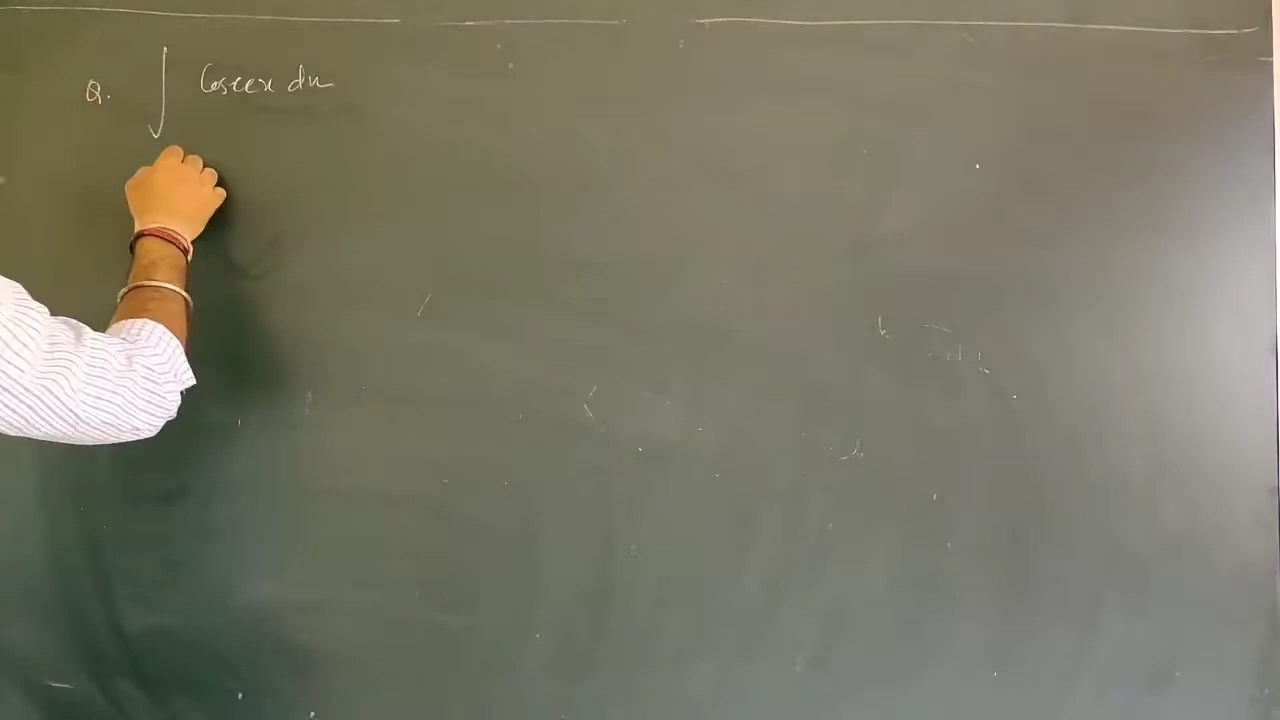 Q. ∫ Cosecx dx